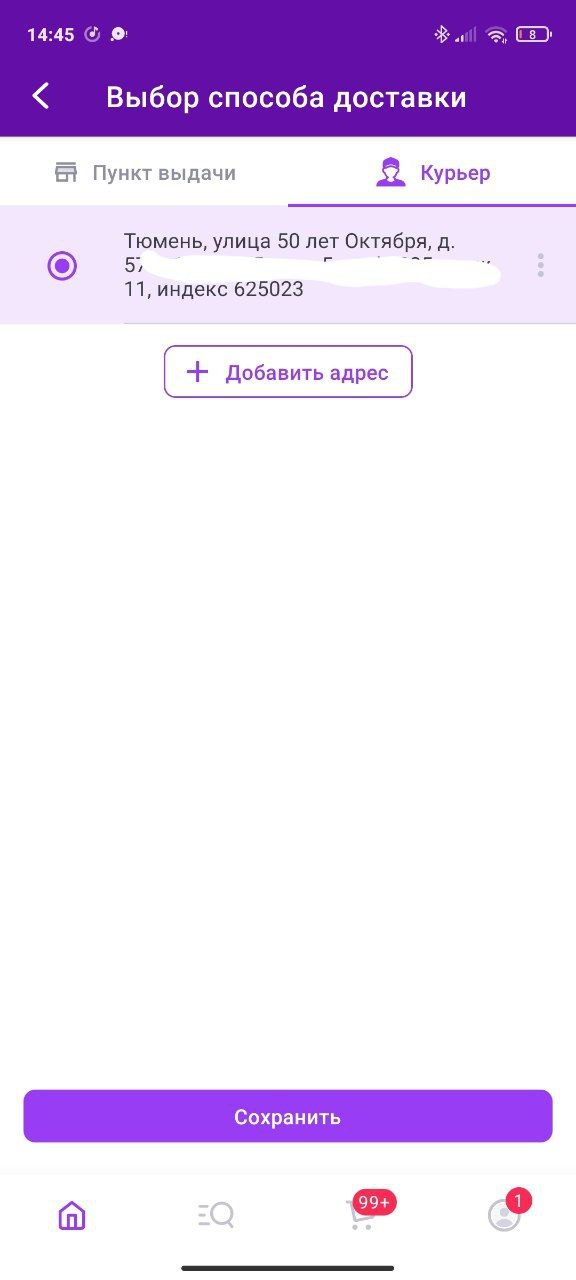 14:45
8
Выбор способа доставки
Пункт выдачи
Курьер
Тюмень, улица 50 лет Октября, д.
11, индекс 625023
+ Добавить адрес
Сохранить
99+
1